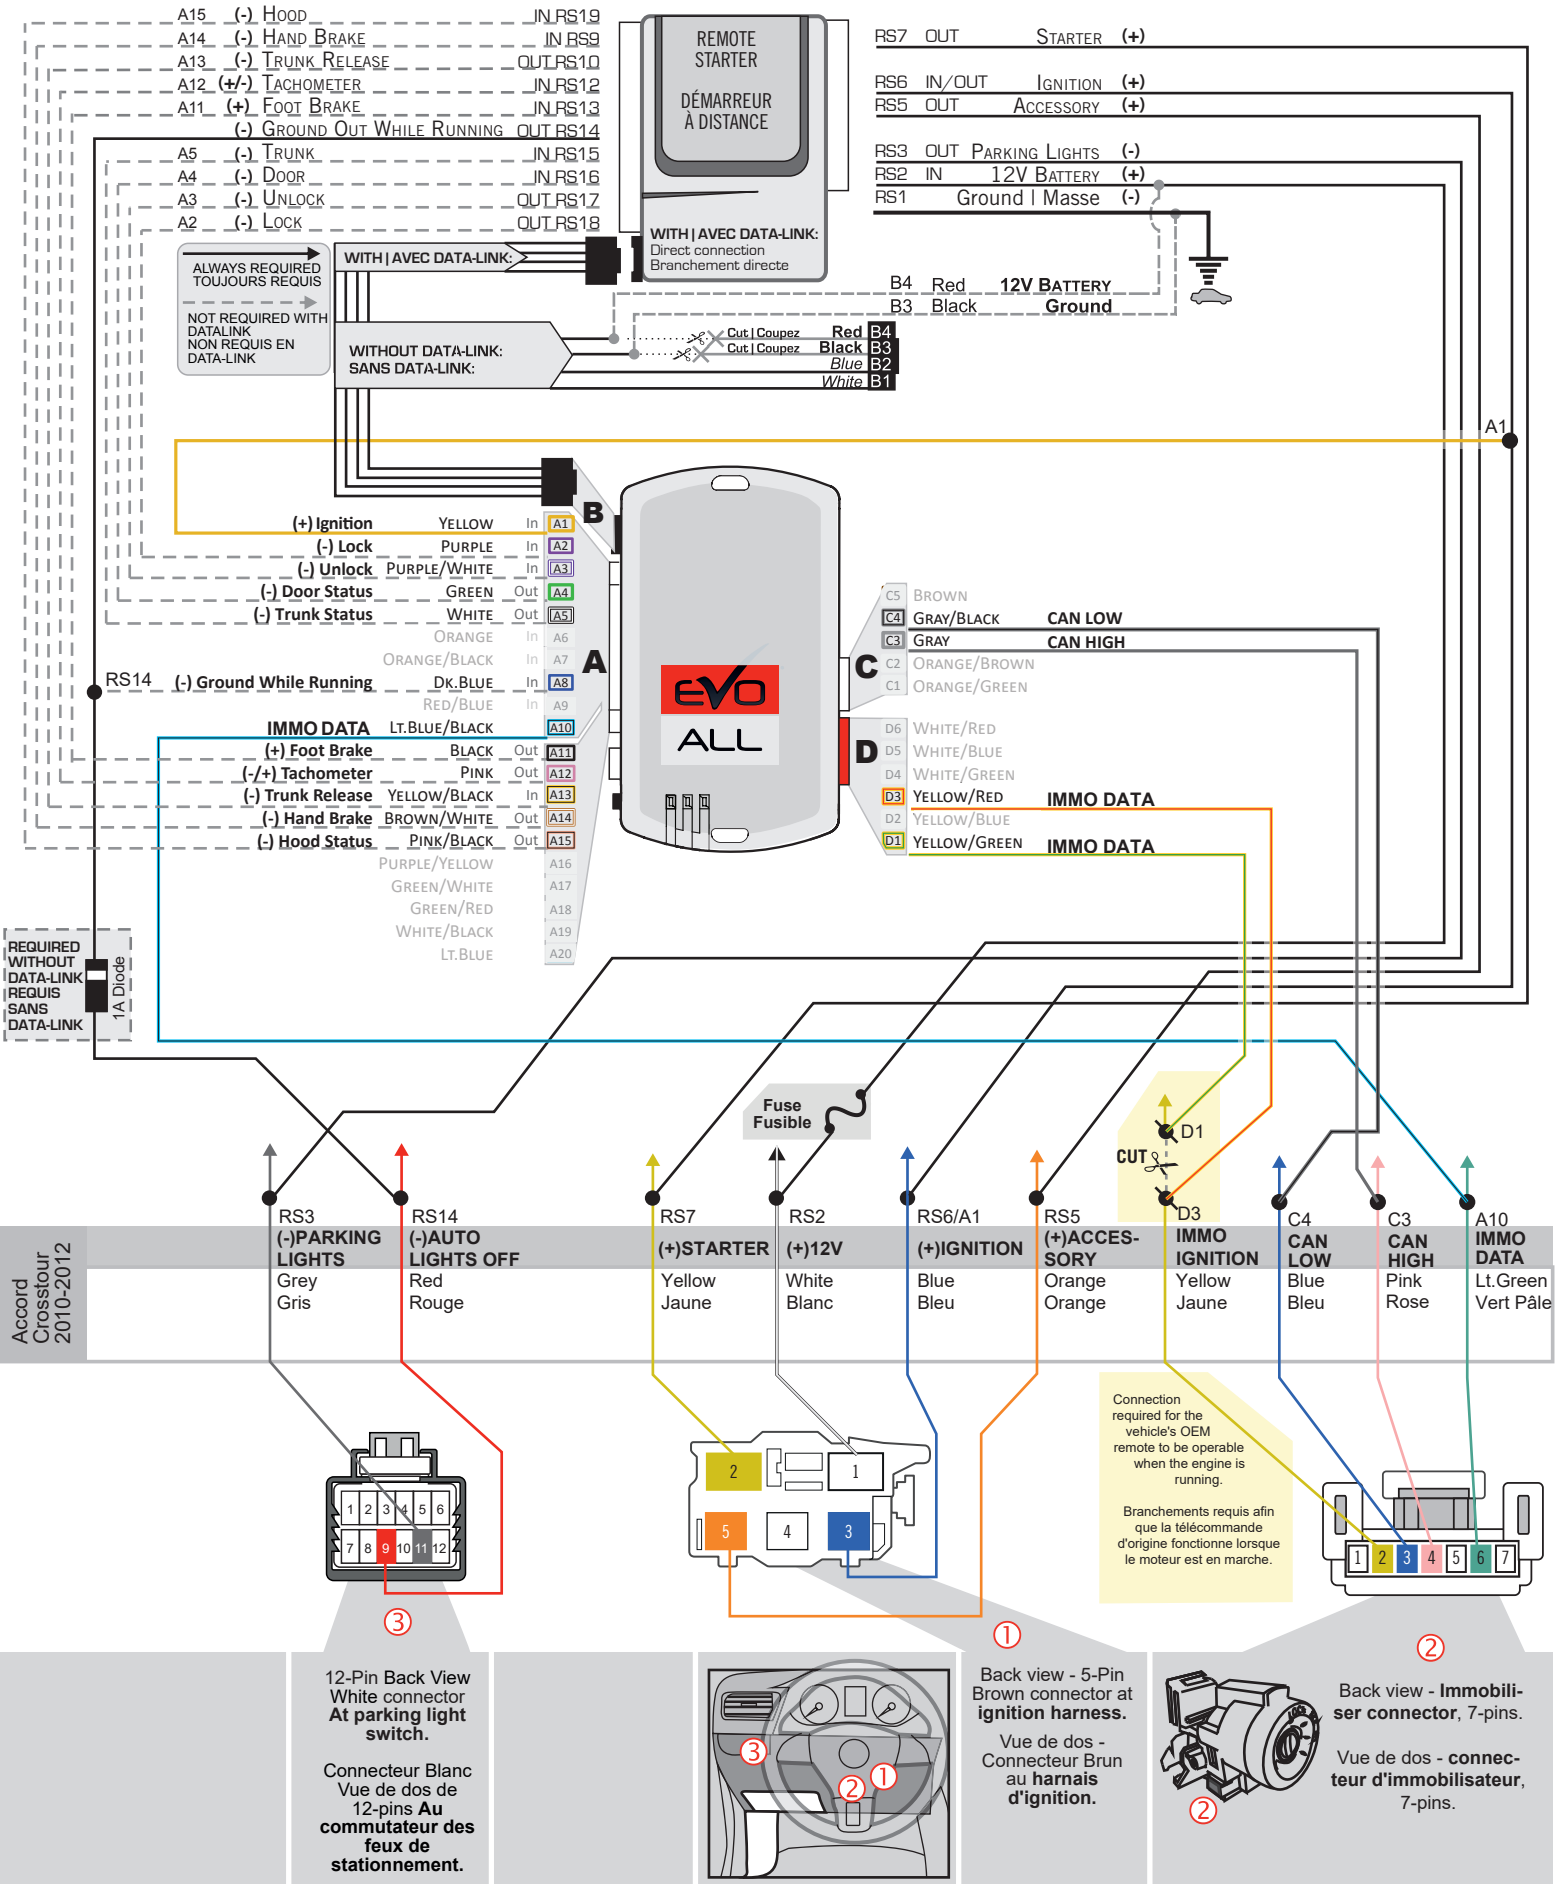 A15 (-) HOOD IN RS19
A14 (-) HAND BRAKE IN RS9
A13 (-) TRUNK RELEASE OUT RS10
A12 (+/-) TACHOMETER IN RS12
A11 (+) FOOT BRAKE IN RS13
(-) GROUND OUT WHILE RUNNING OUT RS14
A5 (-) TRUNK IN RS15
A4 (-) DOOR IN RS16
A3 (-) UNLOCK OUT RS17
A2 (-) LOCK OUT RS18
REMOTE
STARTER
DÉMARREUR
À DISTANCE
WITH | AVEC DATA-LINK:
Direct connection
Branchement directe
RS7 OUT STARTER (+)
RS6 IN/OUT IGNITION (+)
RS5 OUT ACCESSORY (+)
RS3 OUT PARKING LIGHTS (-)
RS2 IN 12V BATTERY (+)
RS1 Ground | Masse (-)
ALWAYS REQUIRED
TOUJOURS REQUIS
NOT REQUIRED WITH
DATALINK
NON REQUIS EN
DATA-LINK
WITH | AVEC DATA-LINK:
WITHOUT DATA-LINK:
SANS DATA-LINK:
B4 Red 12V BATTERY
B3 Black Ground
Cut | Coupez Red B4
Cut | Coupez Black B3
Blue B2
White B1
A1
B
(+) Ignition YELLOW In A1
(-) Lock PURPLE In A2
(-) Unlock PURPLE/WHITE In A3
(-) Door Status GREEN Out A4
(-) Trunk Status WHITE Out A5
ORANGE In A6
ORANGE/BLACK In A7
RS14 (-) Ground While Running DK.BLUE In A8
RED/BLUE In A9
IMMO DATA LT.BLUE/BLACK A10
(+) Foot Brake BLACK Out A11
(-/+) Tachometer PINK Out A12
(-) Trunk Release YELLOW/BLACK In A13
(-) Hand Brake BROWN/WHITE Out A14
(-) Hood Status PINK/BLACK Out A15
PURPLE/YELLOW A16
GREEN/WHITE A17
GREEN/RED A18
WHITE/BLACK A19
LT.BLUE A20
A
EVO
ALL
C
C5 BROWN
C4 GRAY/BLACK CAN LOW
C3 GRAY CAN HIGH
C2 ORANGE/BROWN
C1 ORANGE/GREEN
D
D6 WHITE/RED
D5 WHITE/BLUE
D4 WHITE/GREEN
D3 YELLOW/RED IMMO DATA
D2 YELLOW/BLUE
D1 YELLOW/GREEN IMMO DATA
REQUIRED
WITHOUT
DATA-LINK
REQUIS
SANS
DATA-LINK
1A Diode
Fuse
Fusible
D1
CUT
D3
Accord
Crosstour
2010-2012
RS3
(-)PARKING
LIGHTS
Grey
Gris
RS14
(-)AUTO
LIGHTS OFF
Red
Rouge
RS7
(+)STARTER
Yellow
Jaune
RS2
(+)12V
White
Blanc
RS6/A1
(+)IGNITION
Blue
Bleu
RS5
(+)ACCES-
SORY
Orange
Orange
IMMO
IGNITION
Yellow
Jaune
C4
CAN
LOW
Blue
Bleu
C3
CAN
HIGH
Pink
Rose
A10
IMMO
DATA
Lt.Green
Vert Pâle
1 2 3 4 5 6
7 8 9 10 11 12
3
2 1
5 4 3
1
Connection
required for the
vehicle's OEM
remote to be operable
when the engine is
running.
Branchements requis afin
que la télécommande
d'origine fonctionne lorsque
le moteur est en marche.
1 2 3 4 5 6 7
2
12-Pin Back View
White connector
At parking light
switch.
Connecteur Blanc
Vue de dos de
12-pins Au
commutateur des
feux de
stationnement.
3
2
1
Back view - 5-Pin
Brown connector at
ignition harness.
Vue de dos -
Connecteur Brun
au harnais
d'ignition.
2
Back view - Immobili-
ser connector, 7-pins.
Vue de dos - connec-
teur d'immobilisateur,
7-pins.